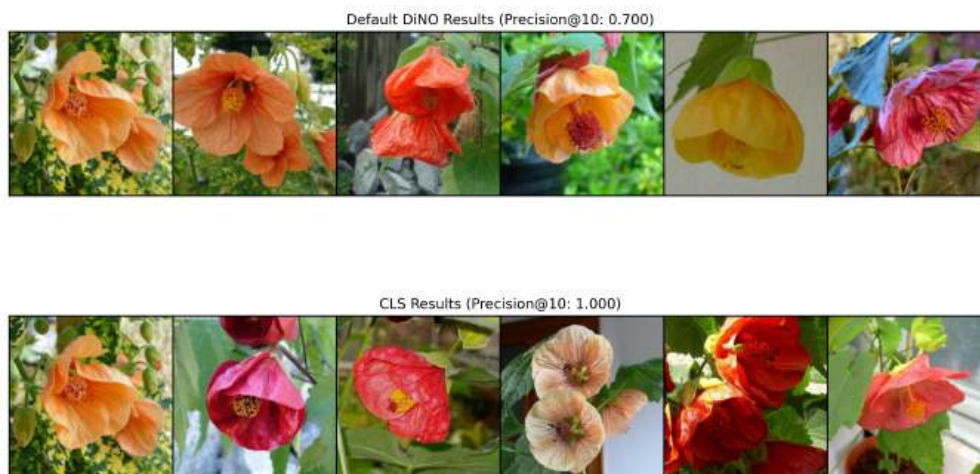 Default DiNO Results (Precision@10: 0.700)
CLS Results (Precision@10: 1.000)